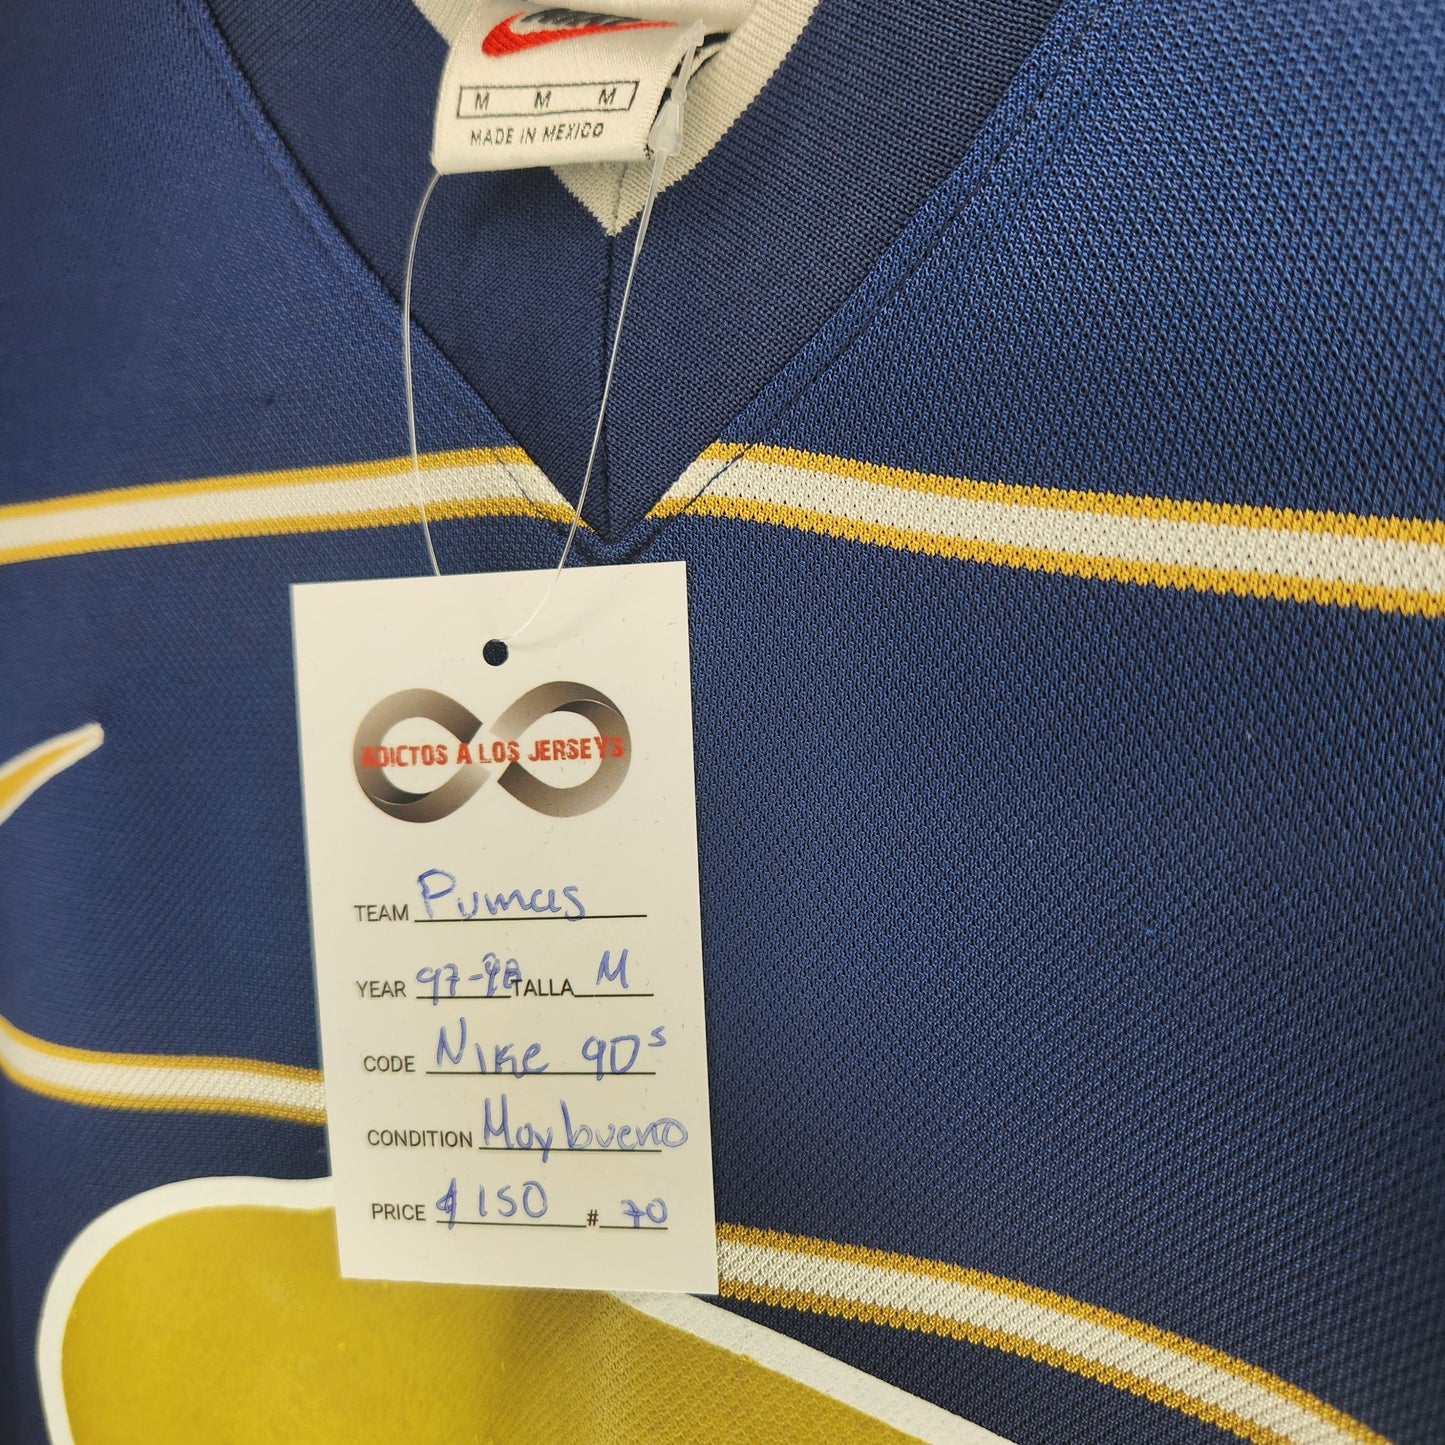 NIKE
M M M
MADE IN MEXICO
ADICTOS A LOS JERSEYS
TEAM Pumas
YEAR 97-98 TALLA M
CODE Nike 90s
CONDITION Muy bueno
PRICE $150 # 70